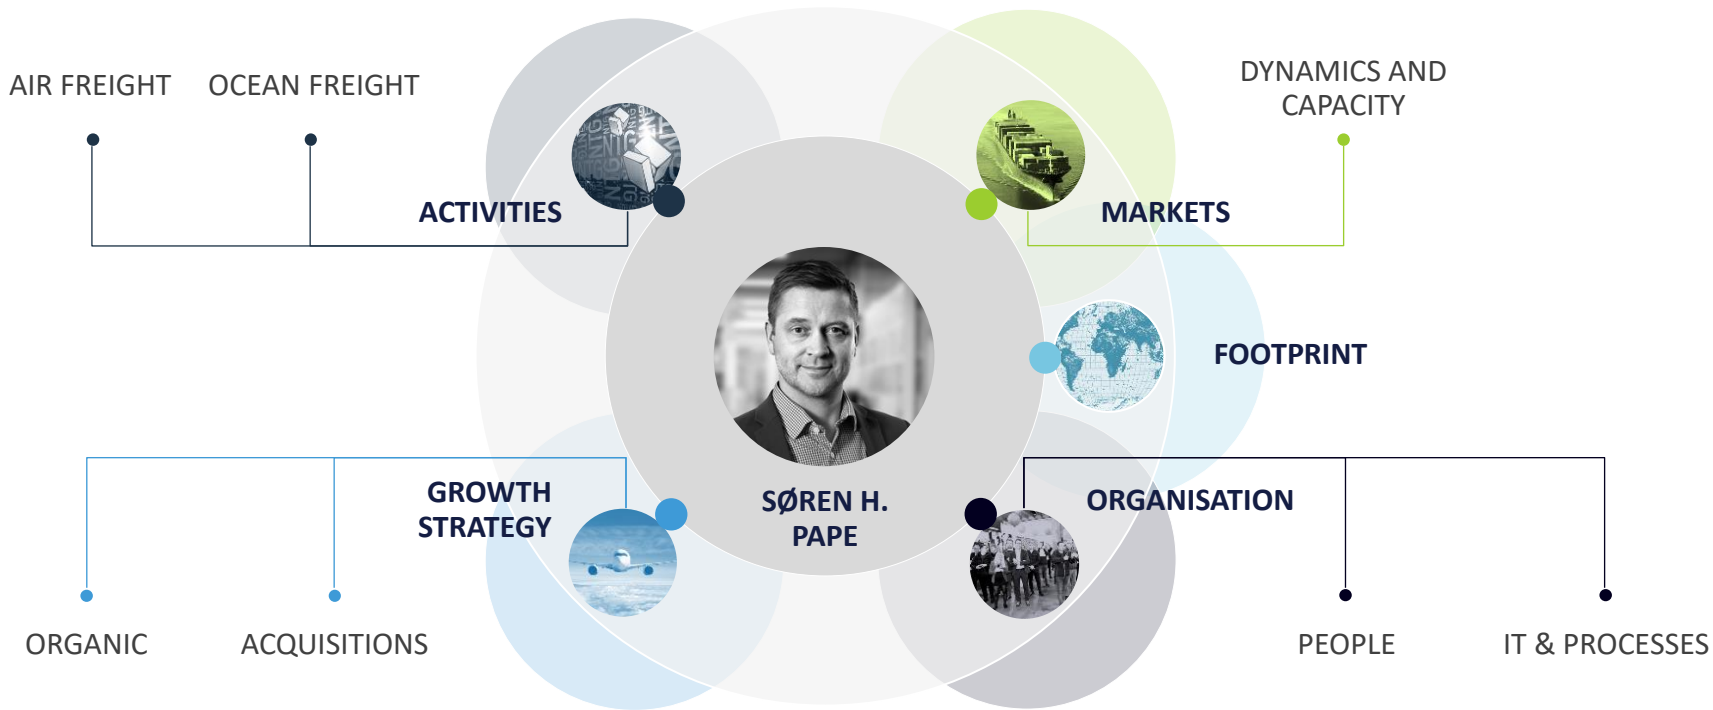 AIR FREIGHT
OCEAN FREIGHT
DYNAMICS AND
CAPACITY
ACTIVITIES
MARKETS
FOOTPRINT
GROWTH
STRATEGY
SØREN H.
PAPE
ORGANISATION
ORGANIC
ACQUISITIONS
PEOPLE
IT & PROCESSES